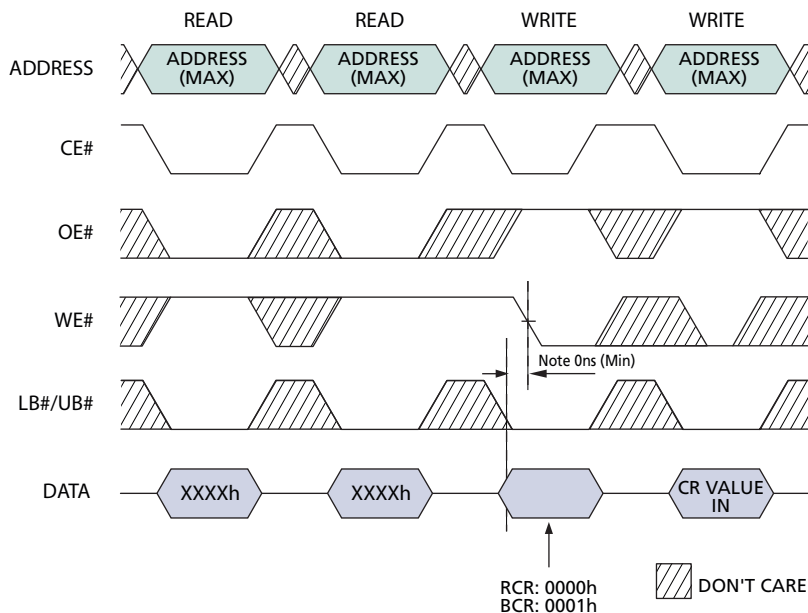 READ READ WRITE WRITE
ADDRESS
ADDRESS
(MAX)
ADDRESS
(MAX)
ADDRESS
(MAX)
ADDRESS
(MAX)
CE#
OE#
WE#
Note 0ns (Min)
LB#/UB#
DATA
XXXXh
XXXXh
CR VALUE
IN
RCR: 0000h
BCR: 0001h
DON'T CARE